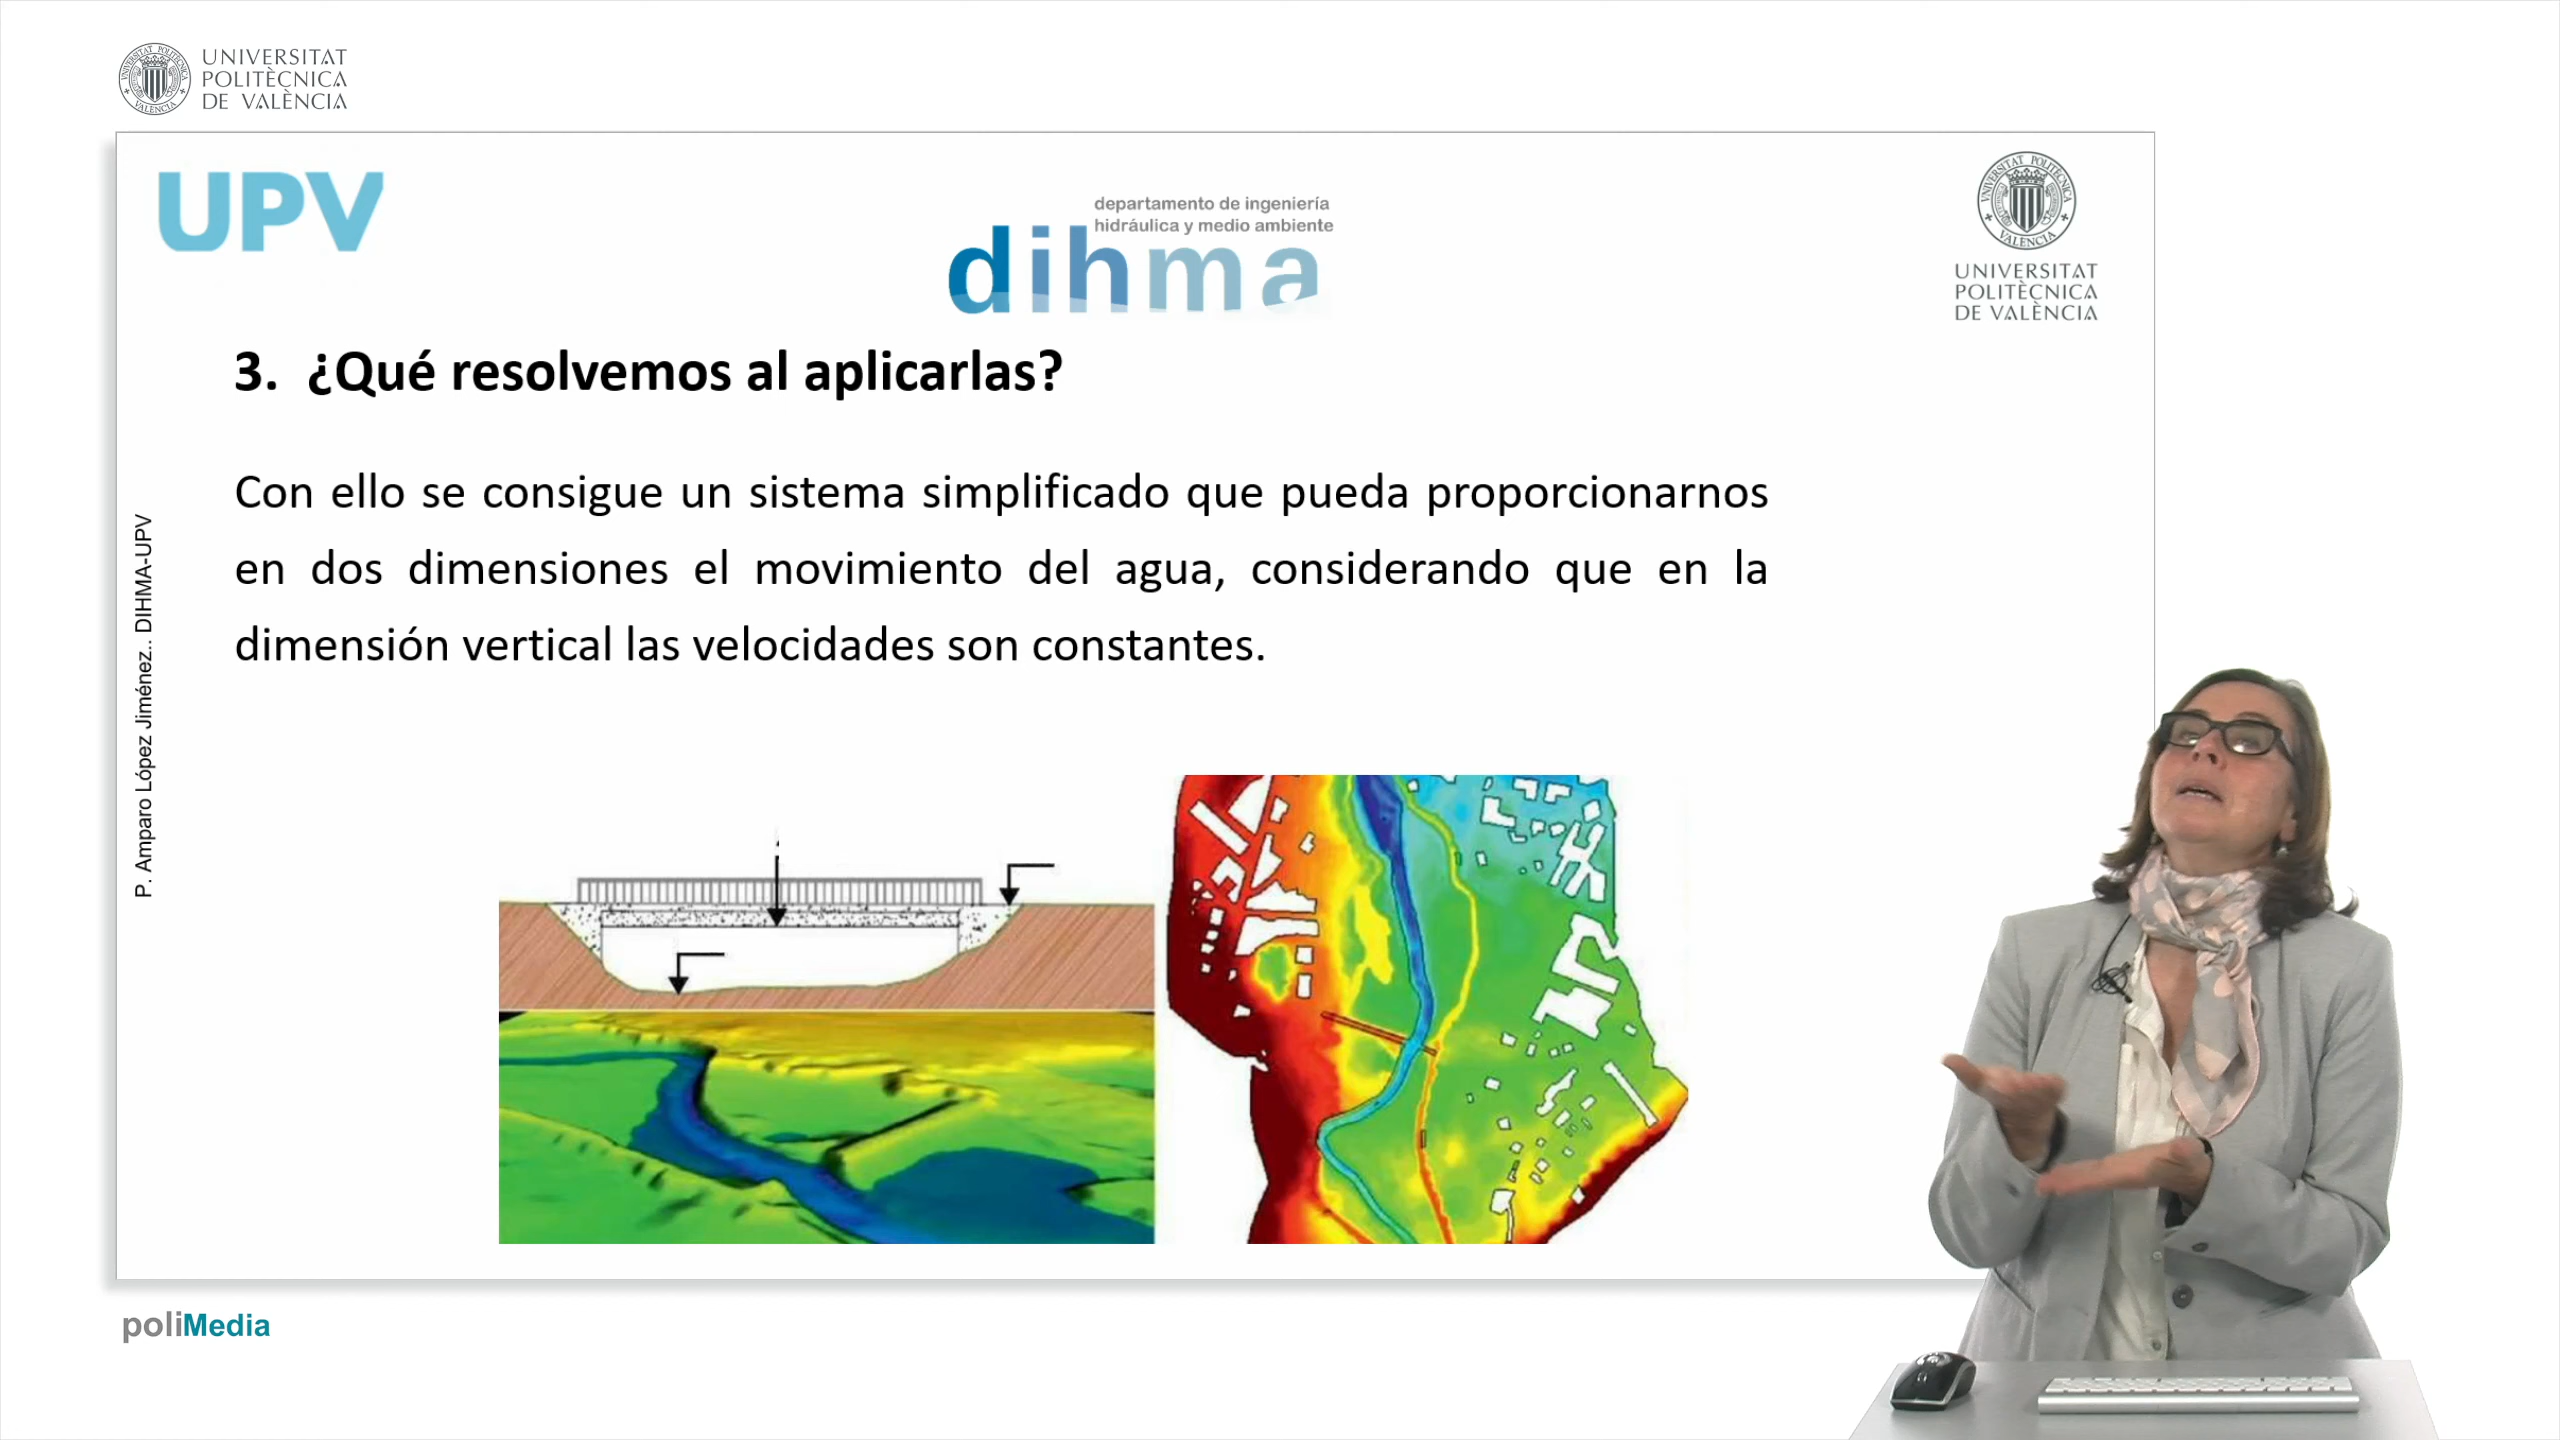 UNIVERSITAT
POLITÈCNICA
DE VALÈNCIA
UPV
departamento de ingeniería
hidráulica y medio ambiente
dihma
UNIVERSITAT
POLITÈCNICA
DE VALÈNCIA
3. ¿Qué resolvemos al aplicarlas?
Con ello se consigue un sistema simplificado que pueda proporcionarnos
en dos dimensiones el movimiento del agua, considerando que en la
dimensión vertical las velocidades son constantes.
P. Amparo López Jiménez.. DIHMA-UPV
poliMedia